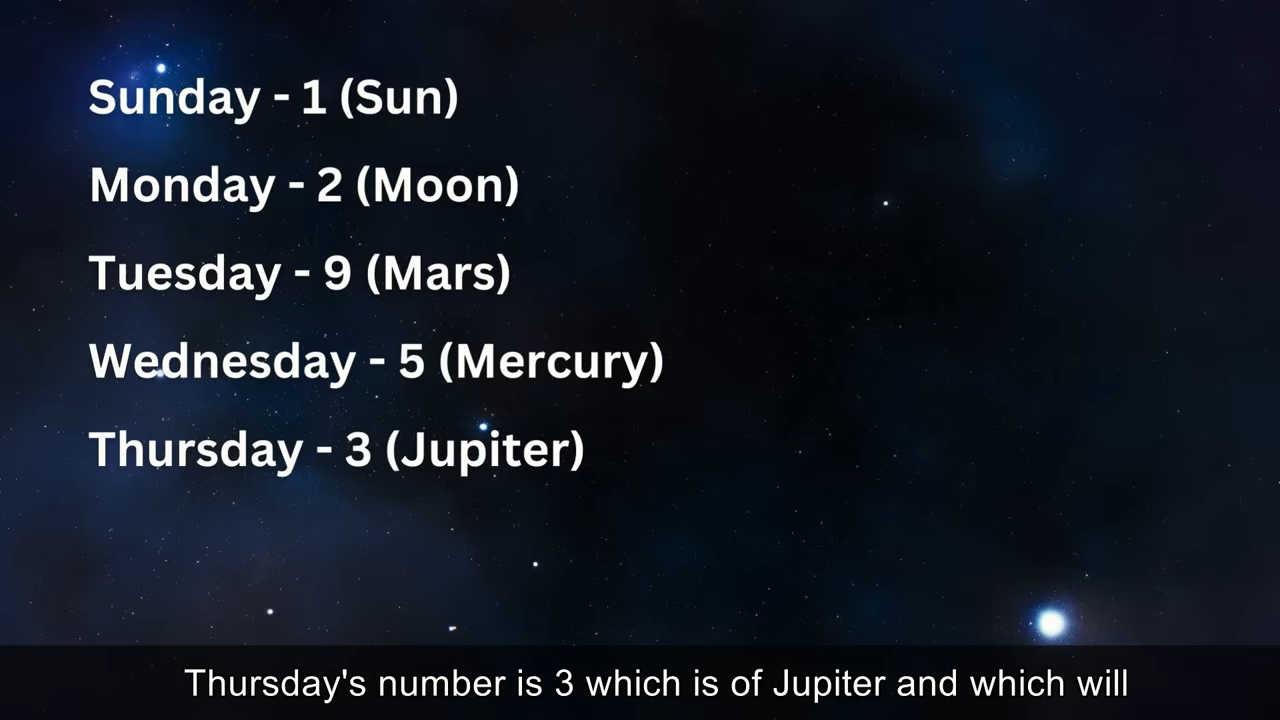 Sunday - 1 (Sun)
Monday - 2 (Moon)
Tuesday - 9 (Mars)
Wednesday - 5 (Mercury)
Thursday - 3 (Jupiter)
Thursday's number is 3 which is of Jupiter and which will